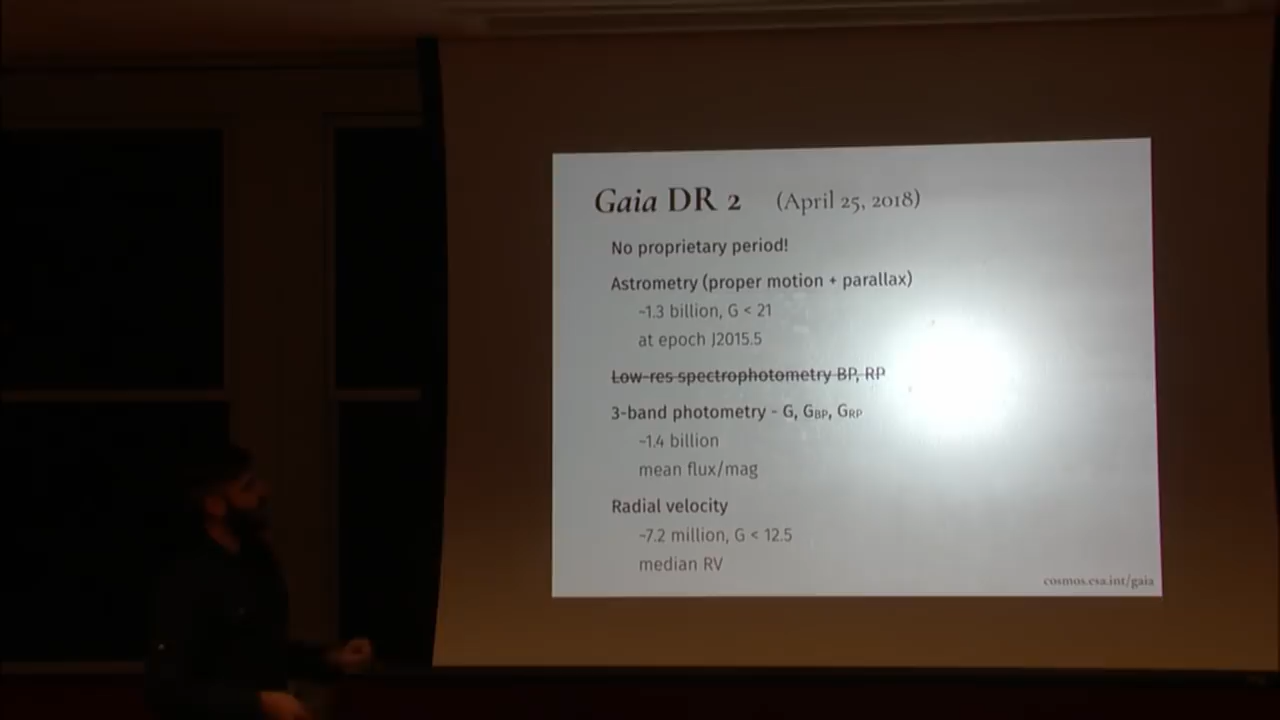 Gaia DR 2 (April 25, 2018)
No proprietary period!
Astrometry (proper motion + parallax)
~1.3 billion, G < 21
at epoch J2015.5
Low-res spectrophotometry BP, RP
3-band photometry - G, GBP, GRP
~1.4 billion
mean flux/mag
Radial velocity
~7.2 million, G < 12.5
median RV
cosmos.esa.int/gaia